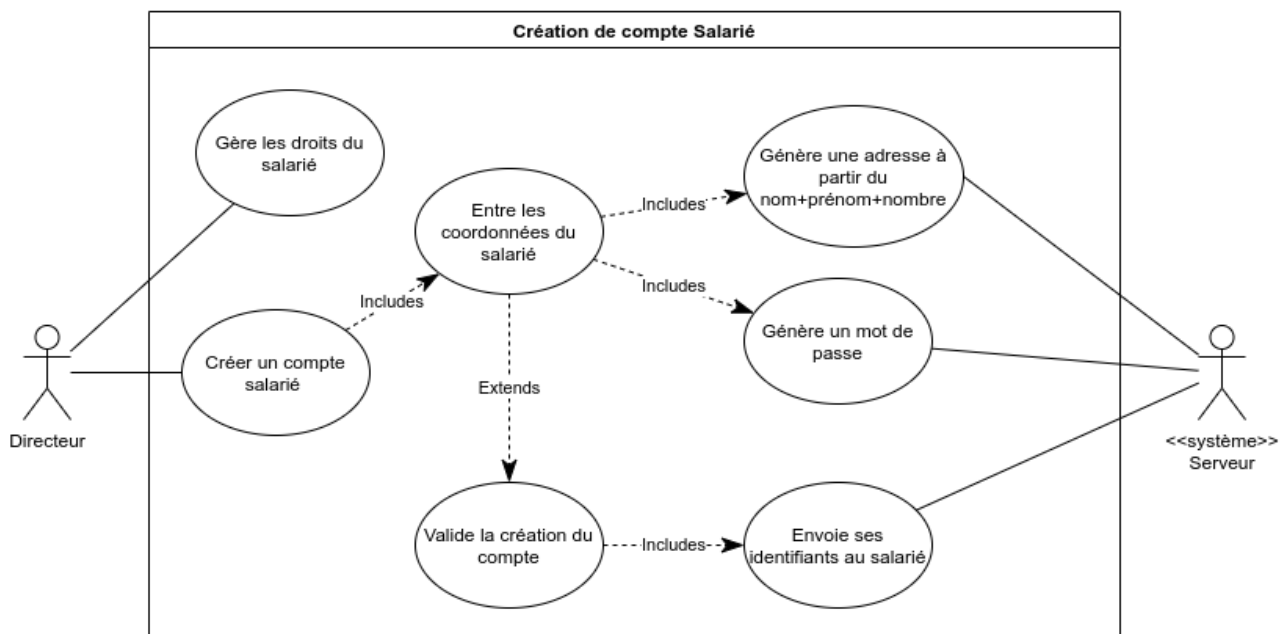 Création de compte Salarié
Gère les droits du
salarié
Génère une adresse à
partir du
nom+prénom+nombre
Entre les
coordonnées du
salarié
Includes
Includes
Includes
Créer un compte
salarié
Génère un mot de
passe
Extends
Directeur
<<système>>
Serveur
Valide la création du
compte
Includes
Envoie ses
identifiants au salarié